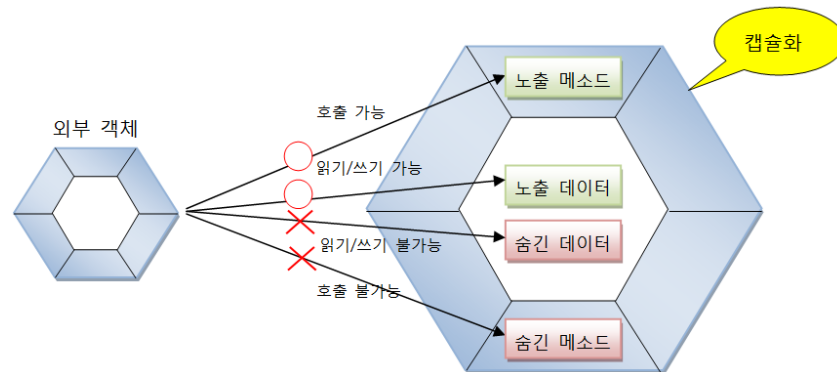 캡슐화
노출 메소드
호출 가능
외부 객체
읽기/쓰기 가능
노출 데이터
숨긴 데이터
읽기/쓰기 불가능
호출 불가능
숨긴 메소드